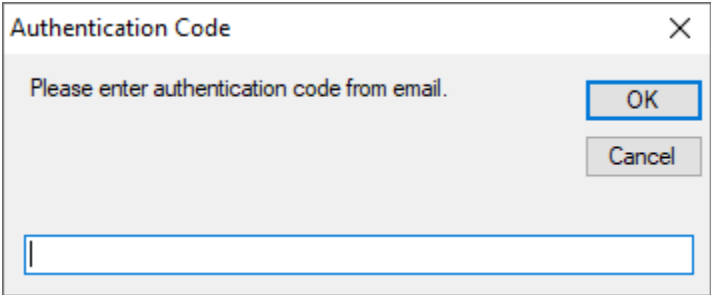 Authentication Code
Please enter authentication code from email.
OK
Cancel